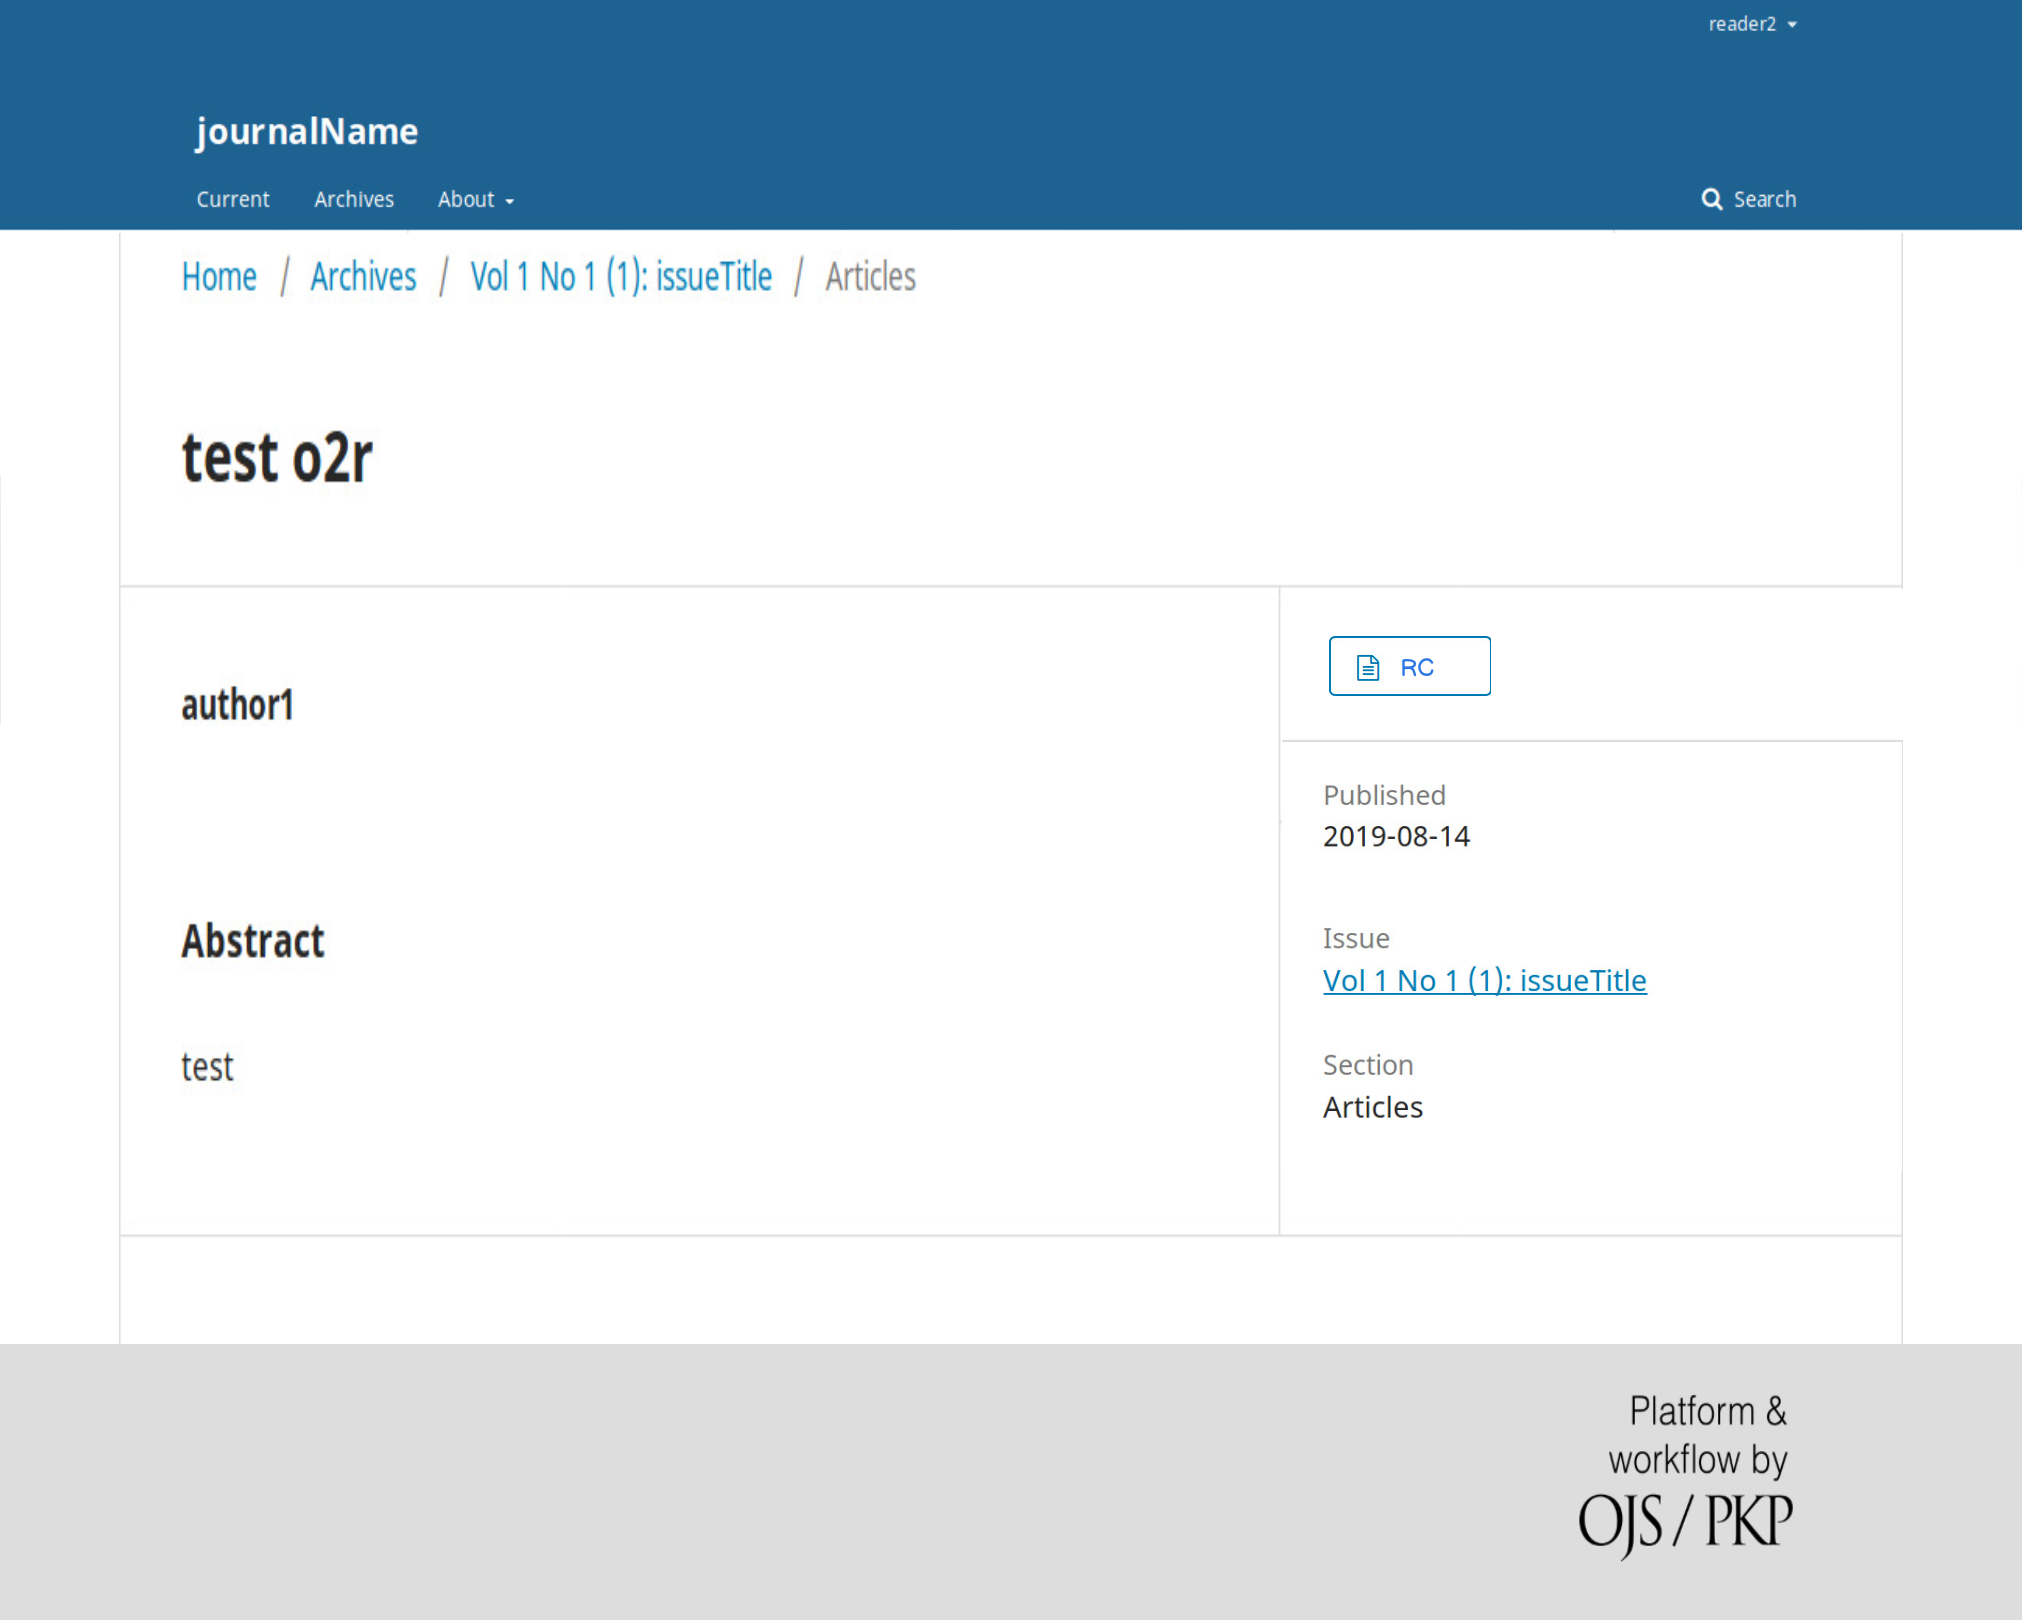 reader2
journalName
Current Archives About Search
Home / Archives / Vol 1 No 1 (1): issueTitle / Articles
test o2r
author1
Abstract
test
RC
Published
2019-08-14
Issue
Vol 1 No 1 (1): issueTitle
Section
Articles
Platform &
workflow by
OJS / PKP